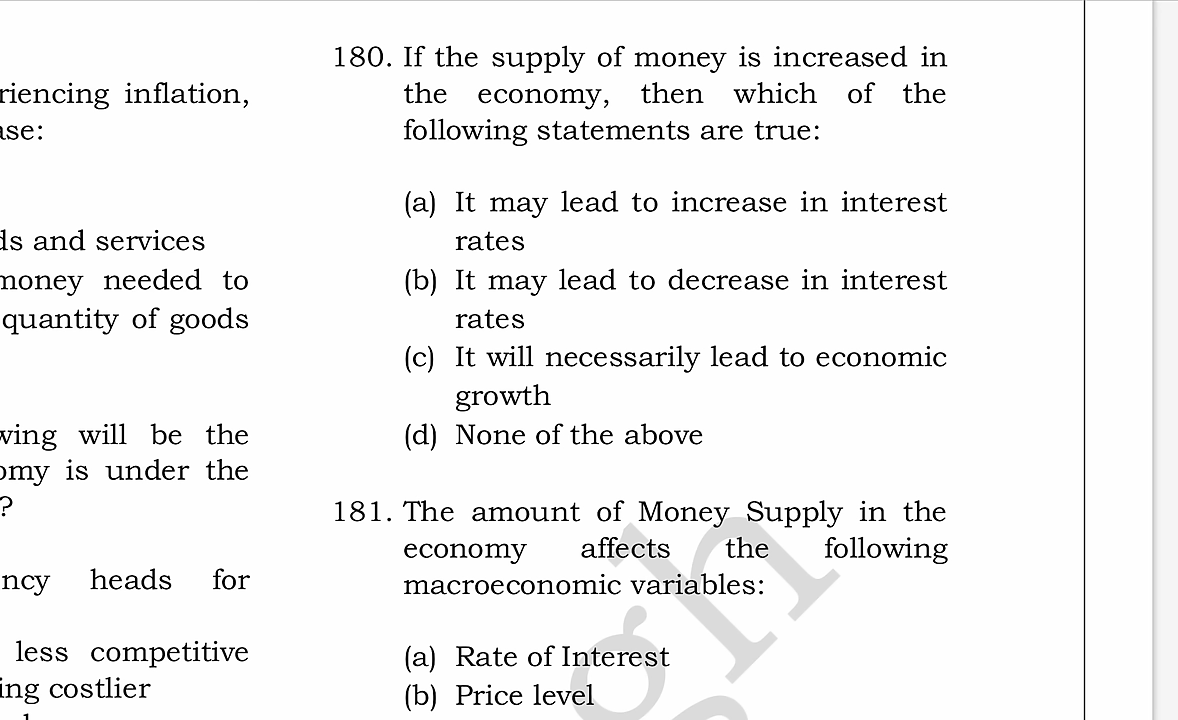 riencing inflation,
ase:
ds and services
money needed to
quantity of goods
wing will be the
omy is under the
?
ncy heads for
less competitive
ing costlier
180. If the supply of money is increased in
the economy, then which of the
following statements are true:
(a) It may lead to increase in interest
rates
(b) It may lead to decrease in interest
rates
(c) It will necessarily lead to economic
growth
(d) None of the above
181. The amount of Money Supply in the
economy affects the following
macroeconomic variables:
(a) Rate of Interest
(b) Price level
gh